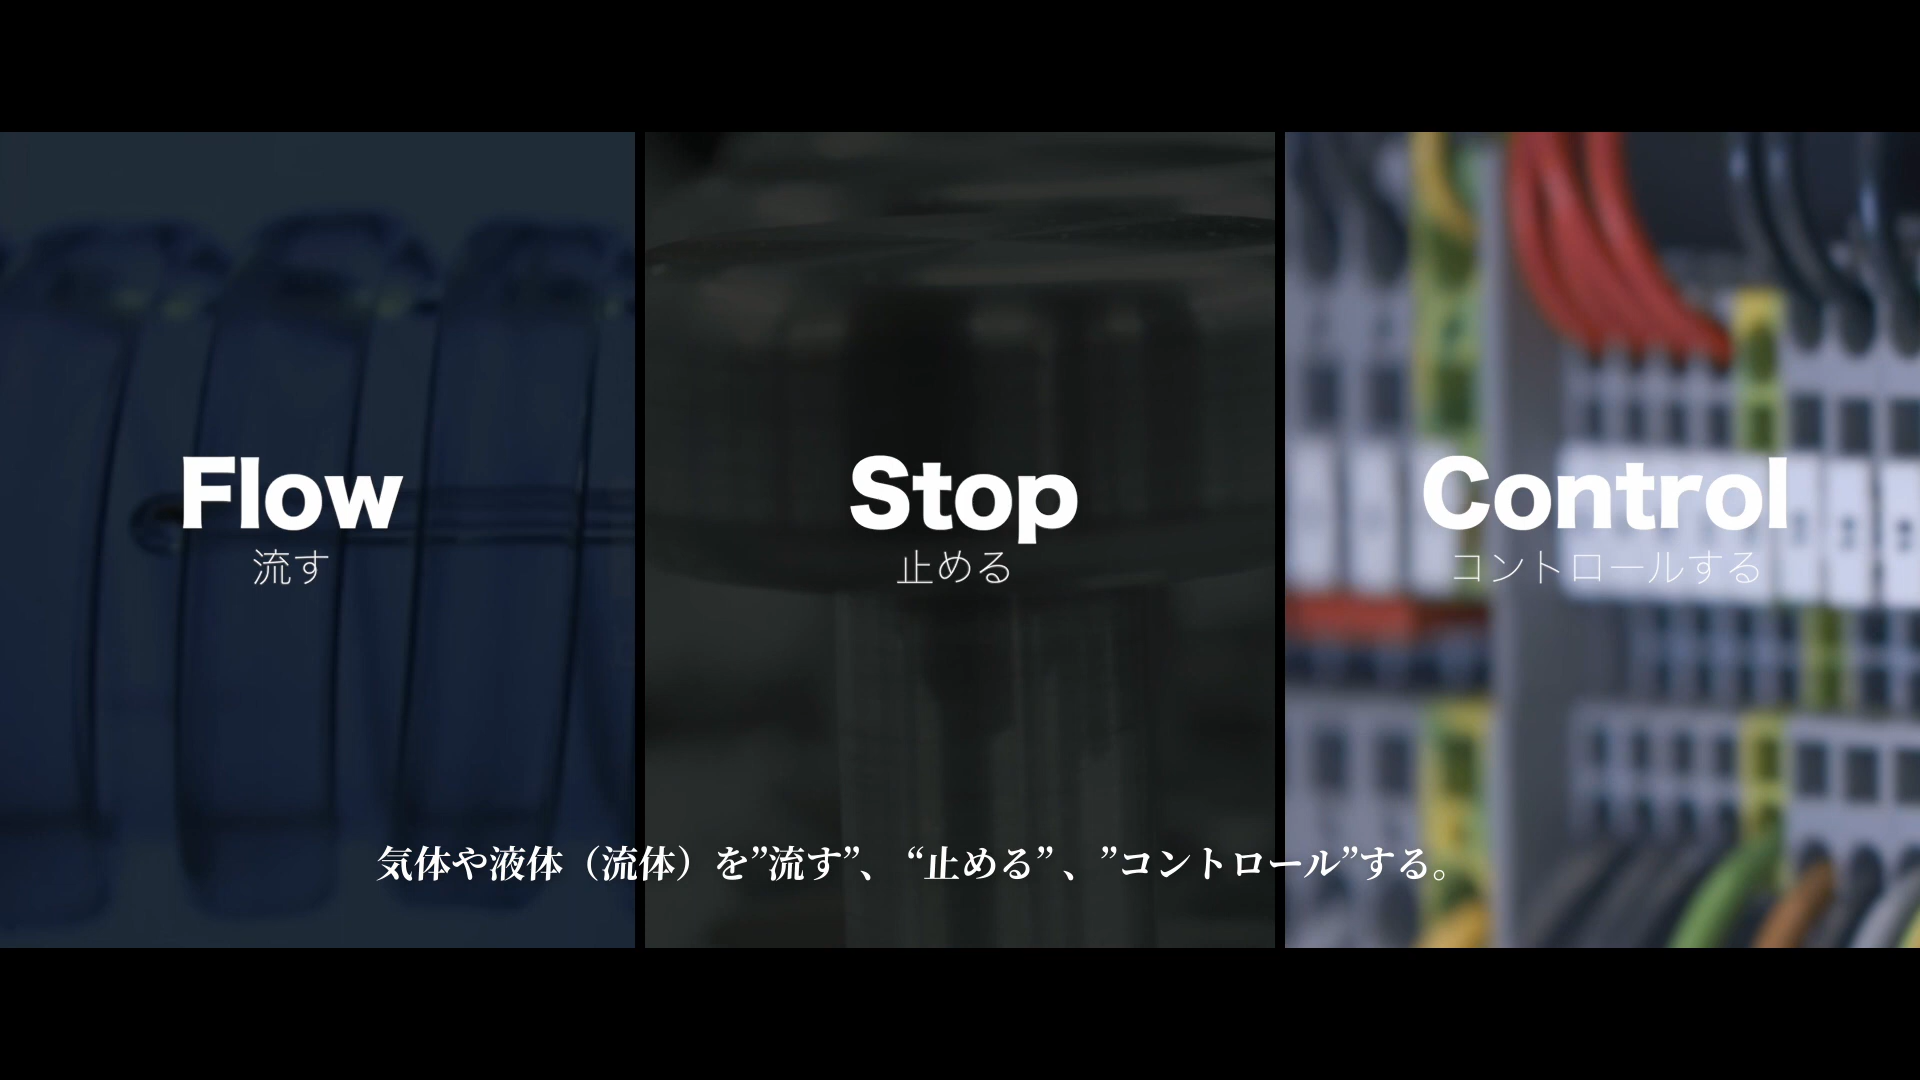 Flow
流す
Stop
止める
Control
コントロールする
気体や液体（流体）を”流す”、“止める”、”コントロール”する。